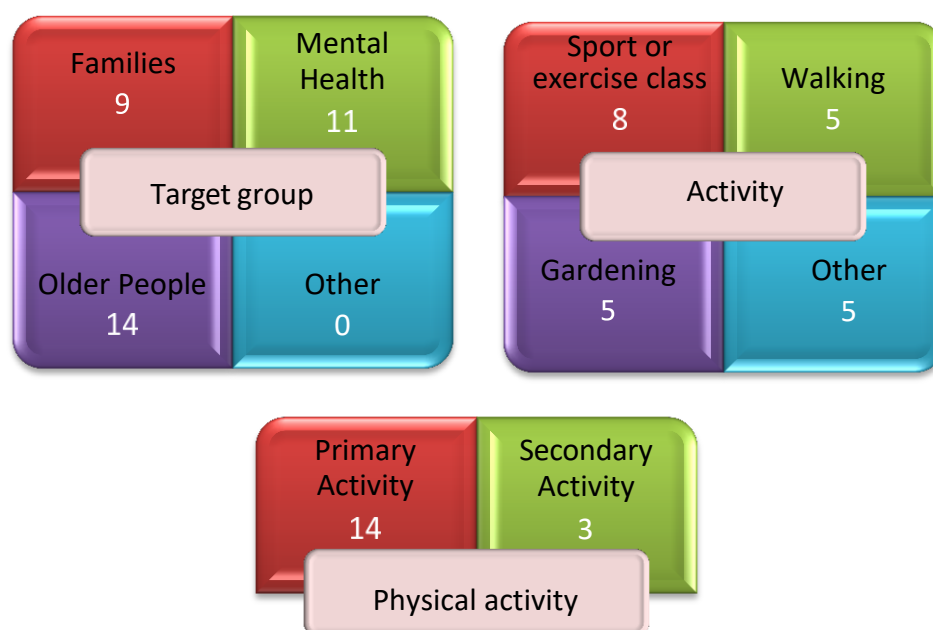 Families
9
Mental
Health
11
Target group
Older People
14
Other
0
Sport or
exercise class
8
Walking
5
Activity
Gardening
5
Other
5
Primary
Activity
14
Secondary
Activity
3
Physical activity